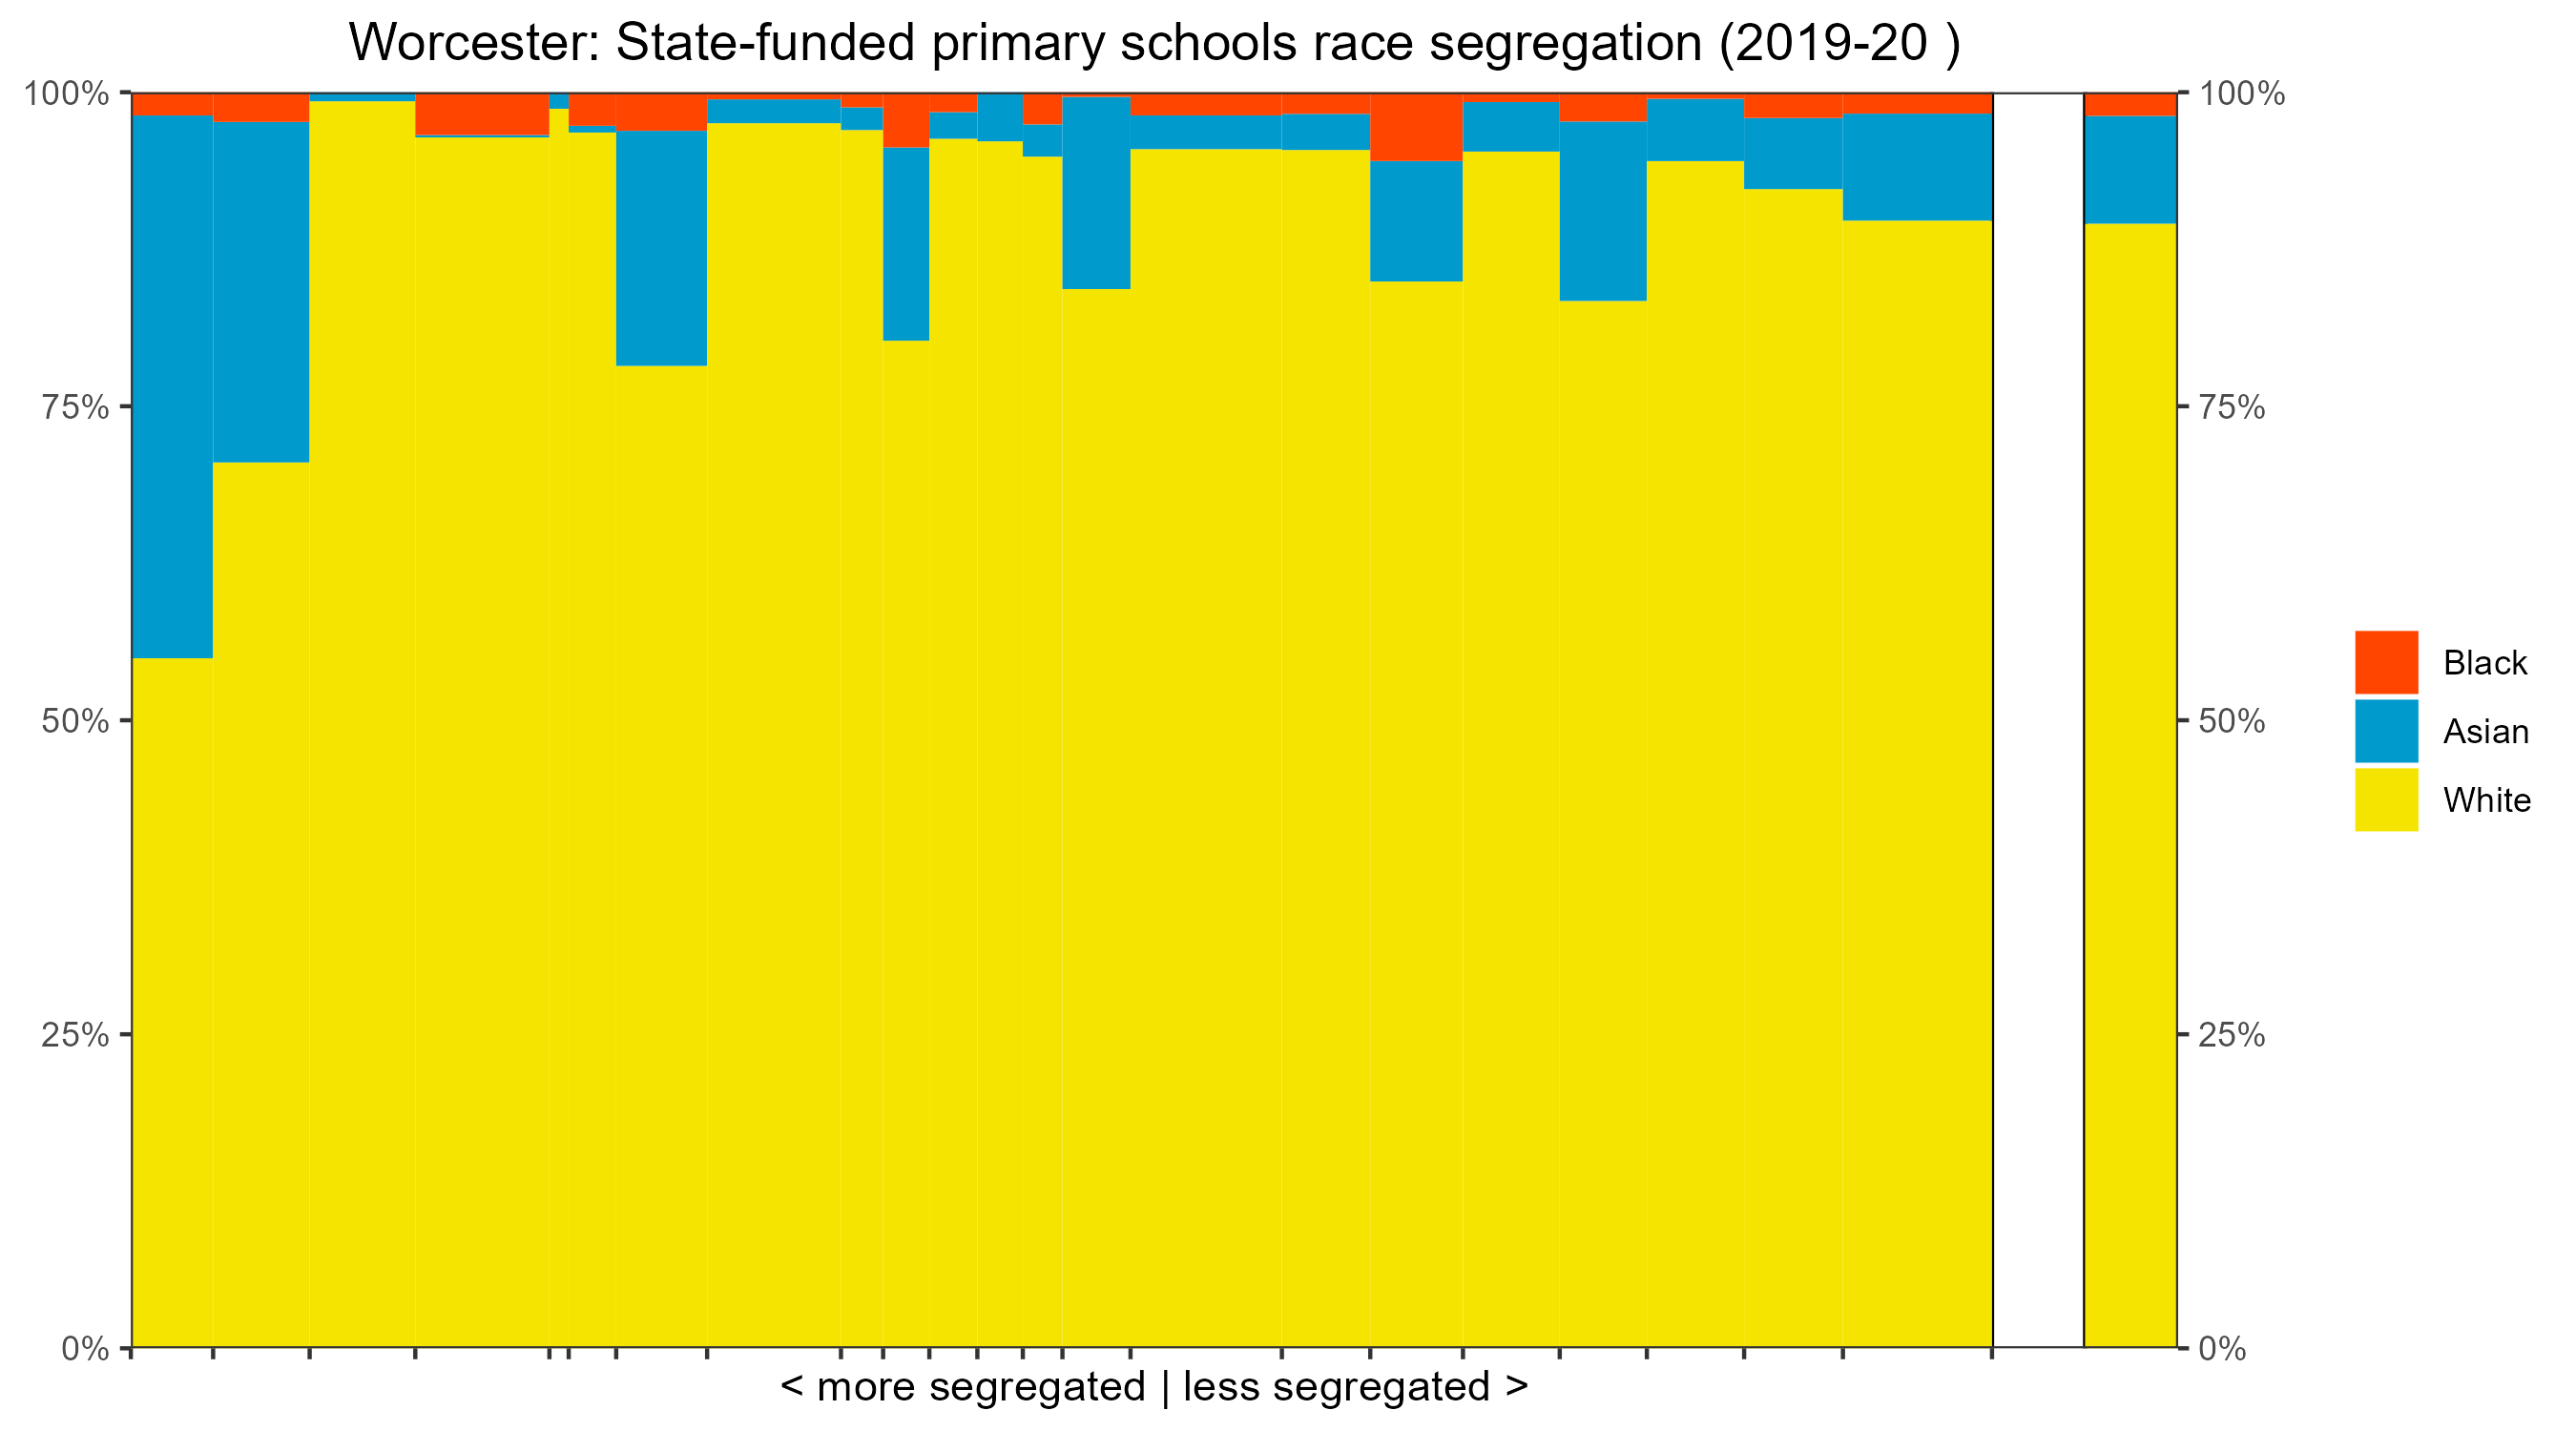 Worcester: State-funded primary schools race segregation (2019-20 )
100%
75%
50%
25%
0%
100%
75%
50%
25%
0%
Black
Asian
White
< more segregated | less segregated >